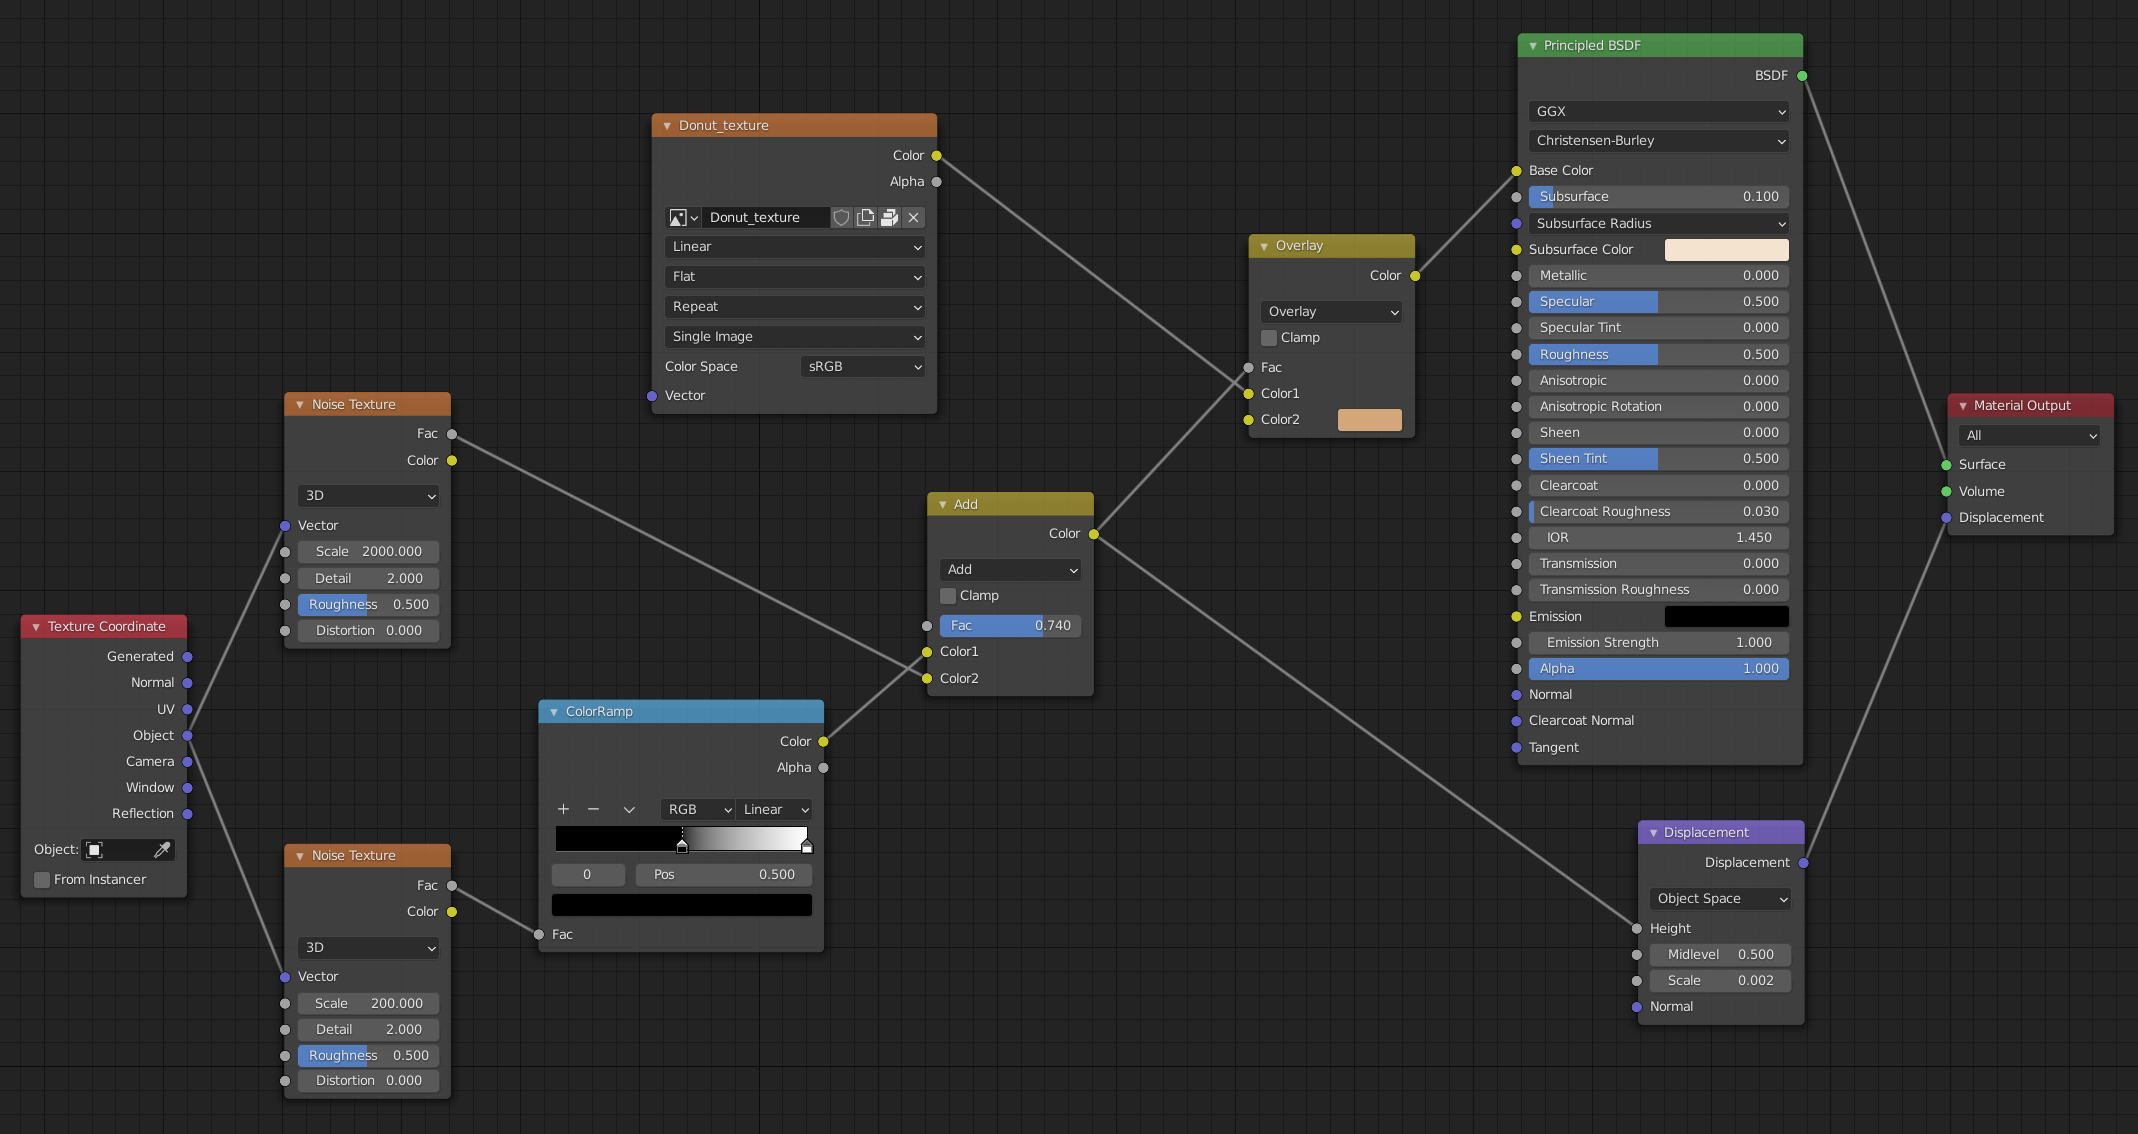 Texture Coordinate
Generated
Normal
UV
Object
Camera
Window
Reflection
Object:
From Instancer
Noise Texture
Fac
Color
3D
Vector
Scale 2000.000
Detail 2.000
Roughness 0.500
Distortion 0.000
Noise Texture
Fac
Color
3D
Vector
Scale 200.000
Detail 2.000
Roughness 0.500
Distortion 0.000
Donut_texture
Color
Alpha
Donut_texture
Linear
Flat
Repeat
Single Image
Color Space sRGB
Vector
ColorRamp
Color
Alpha
RGB Linear
0 Pos 0.500
Fac
Add
Color
Add
Clamp
Fac 0.740
Color1
Color2
Overlay
Color
Overlay
Clamp
Fac
Color1
Color2
Principled BSDF
BSDF
GGX
Christensen-Burley
Base Color
Subsurface 0.100
Subsurface Radius
Subsurface Color
Metallic 0.000
Specular 0.500
Specular Tint 0.000
Roughness 0.500
Anisotropic 0.000
Anisotropic Rotation 0.000
Sheen 0.000
Sheen Tint 0.500
Clearcoat 0.000
Clearcoat Roughness 0.030
IOR 1.450
Transmission 0.000
Transmission Roughness 0.000
Emission
Emission Strength 1.000
Alpha 1.000
Normal
Clearcoat Normal
Tangent
Displacement
Displacement
Object Space
Height
Midlevel 0.500
Scale 0.002
Normal
Material Output
All
Surface
Volume
Displacement